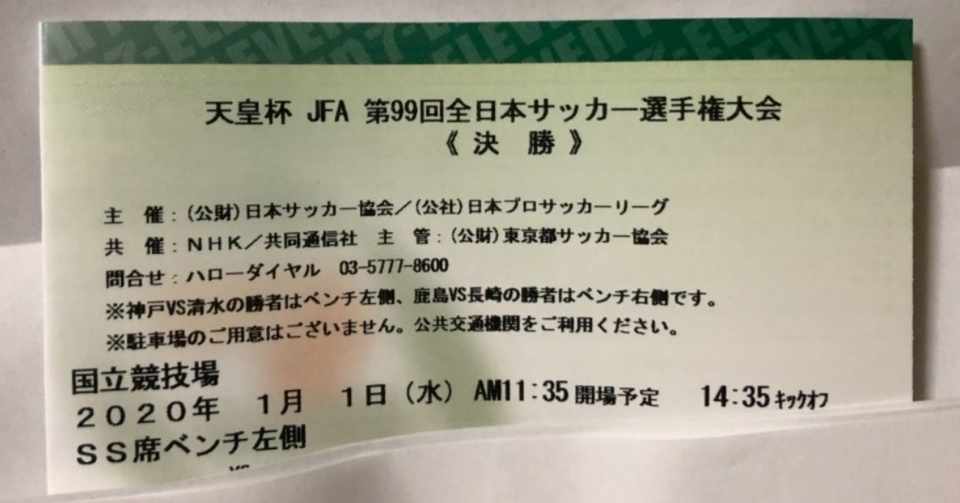 天皇杯 JFA 第99回全日本サッカー選手権大会
《 決 勝 》
主 催：(公財)日本サッカー協会／(公社)日本プロサッカーリーグ
共 催：ＮＨＫ／共同通信社 主 管：(公財)東京都サッカー協会
問合せ：ハローダイヤル 03-5777-8600
※神戸VS清水の勝者はベンチ左側、鹿島VS長崎の勝者はベンチ右側です。
※駐車場のご用意はございません。公共交通機関をご利用ください。
国立競技場
２０２０年 １月 １日（水） AM11:35 開場予定 14:35 ｷｯｸｵﾌ
ＳＳ席ベンチ左側